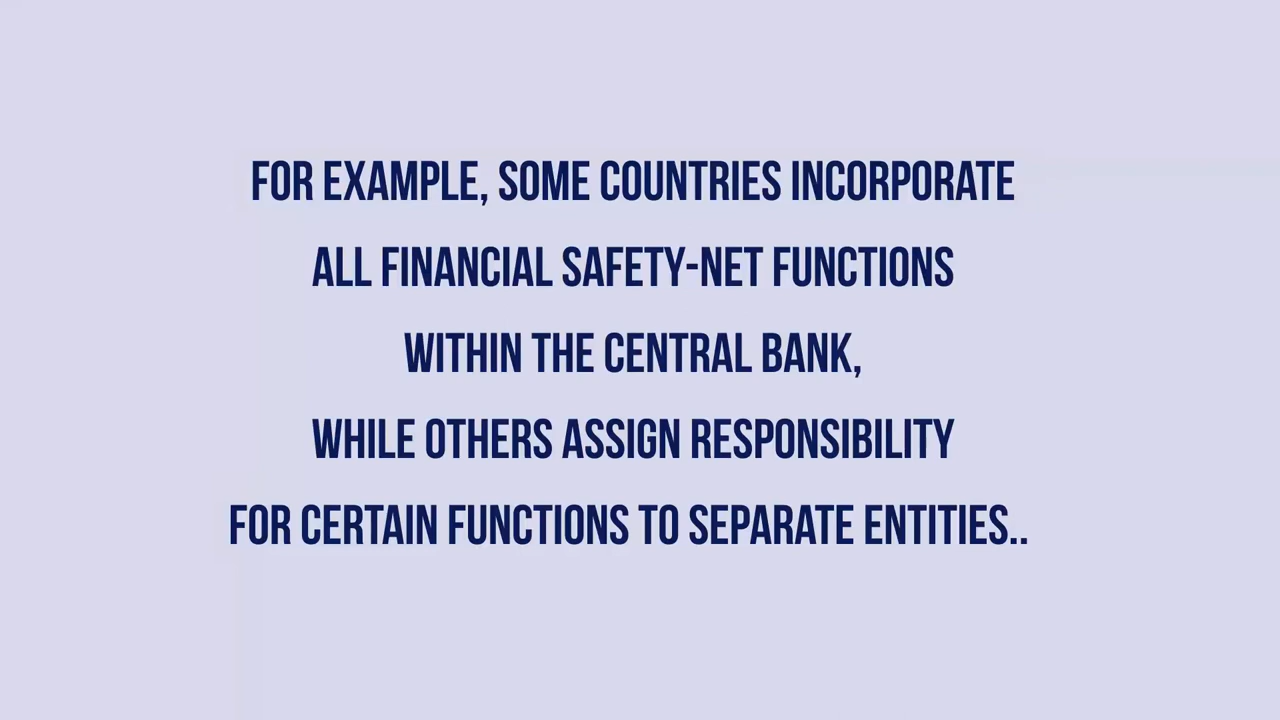 FOR EXAMPLE, SOME COUNTRIES INCORPORATE
ALL FINANCIAL SAFETY-NET FUNCTIONS
WITHIN THE CENTRAL BANK,
WHILE OTHERS ASSIGN RESPONSIBILITY
FOR CERTAIN FUNCTIONS TO SEPARATE ENTITIES..